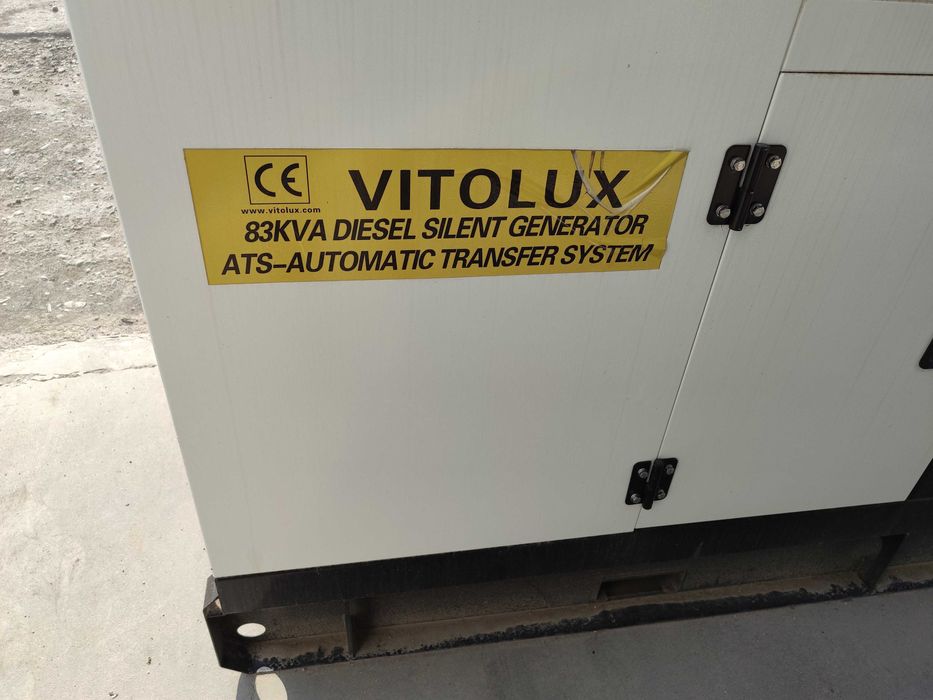 CE VITOLUX
www.vitolux.com
83KVA DIESEL SILENT GENERATOR
ATS-AUTOMATIC TRANSFER SYSTEM